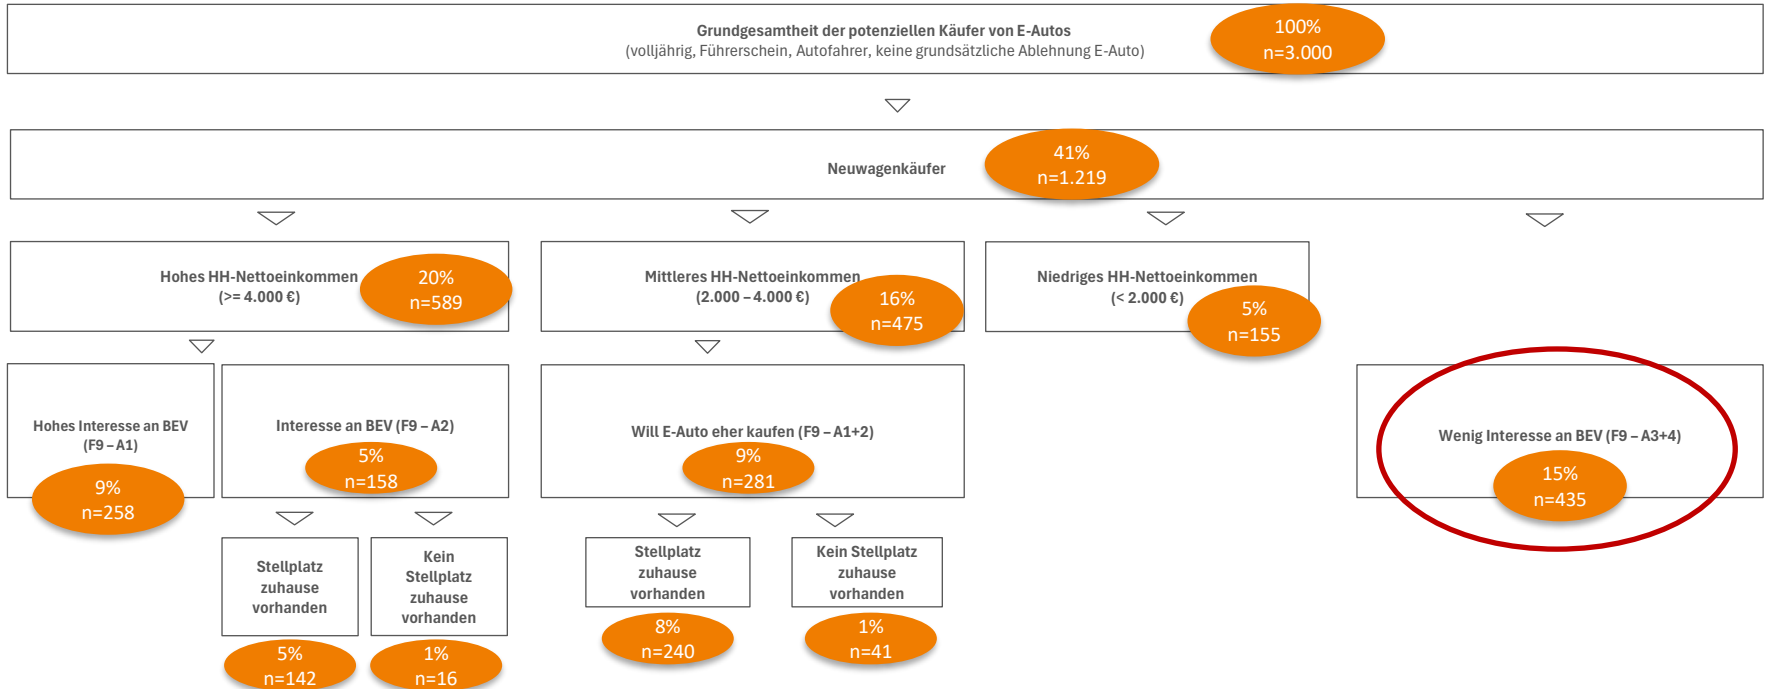 Grundgesamtheit der potenziellen Käufer von E-Autos
(volljährig, Führerschein, Autofahrer, keine grundsätzliche Ablehnung E-Auto)
100%
n=3.000
Neuwagenkäufer
41%
n=1.219
Hohes HH-Nettoeinkommen
(>= 4.000 €)
20%
n=589
Mittleres HH-Nettoeinkommen
(2.000 – 4.000 €)
16%
n=475
Niedriges HH-Nettoeinkommen
(< 2.000 €)
5%
n=155
Hohes Interesse an BEV
(F9 – A1)
9%
n=258
Interesse an BEV (F9 – A2)
5%
n=158
Will E-Auto eher kaufen (F9 – A1+2)
9%
n=281
Wenig Interesse an BEV (F9 – A3+4)
15%
n=435
Stellplatz
zuhause
vorhanden
5%
n=142
Kein
Stellplatz
zuhause
vorhanden
1%
n=16
Stellplatz
zuhause
vorhanden
8%
n=240
Kein Stellplatz
zuhause
vorhanden
1%
n=41